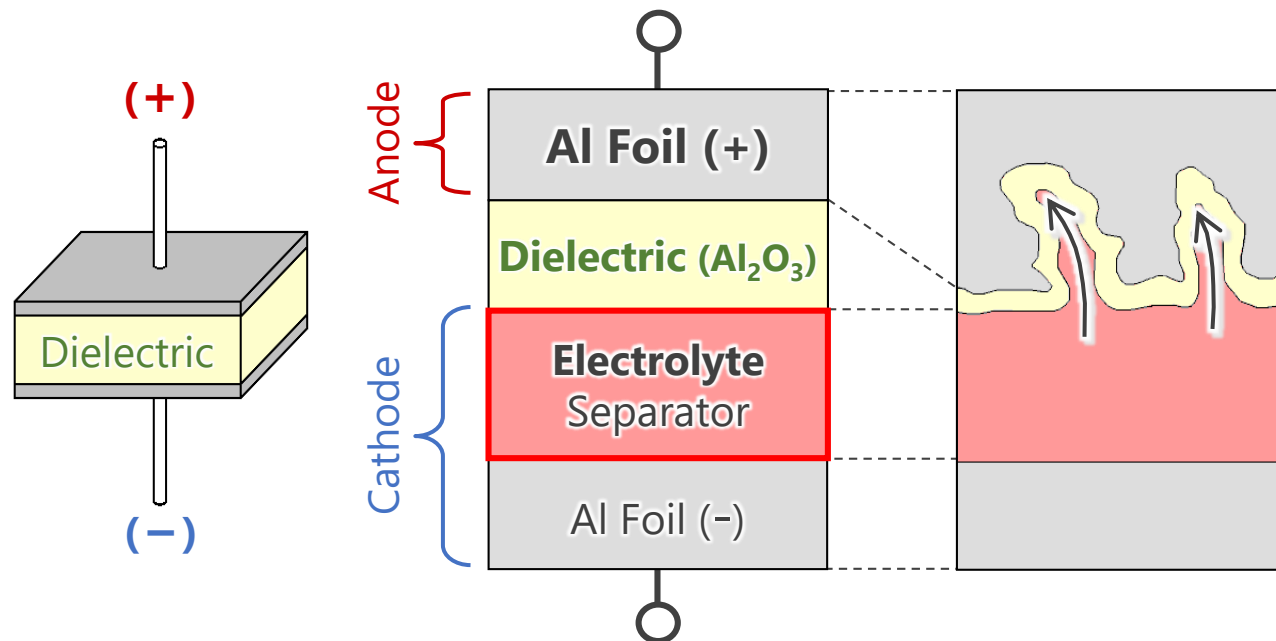 (+)
Dielectric
(−)
Anode
Cathode
Al Foil (+)
Dielectric (Al₂O₃)
Electrolyte
Separator
Al Foil (−)